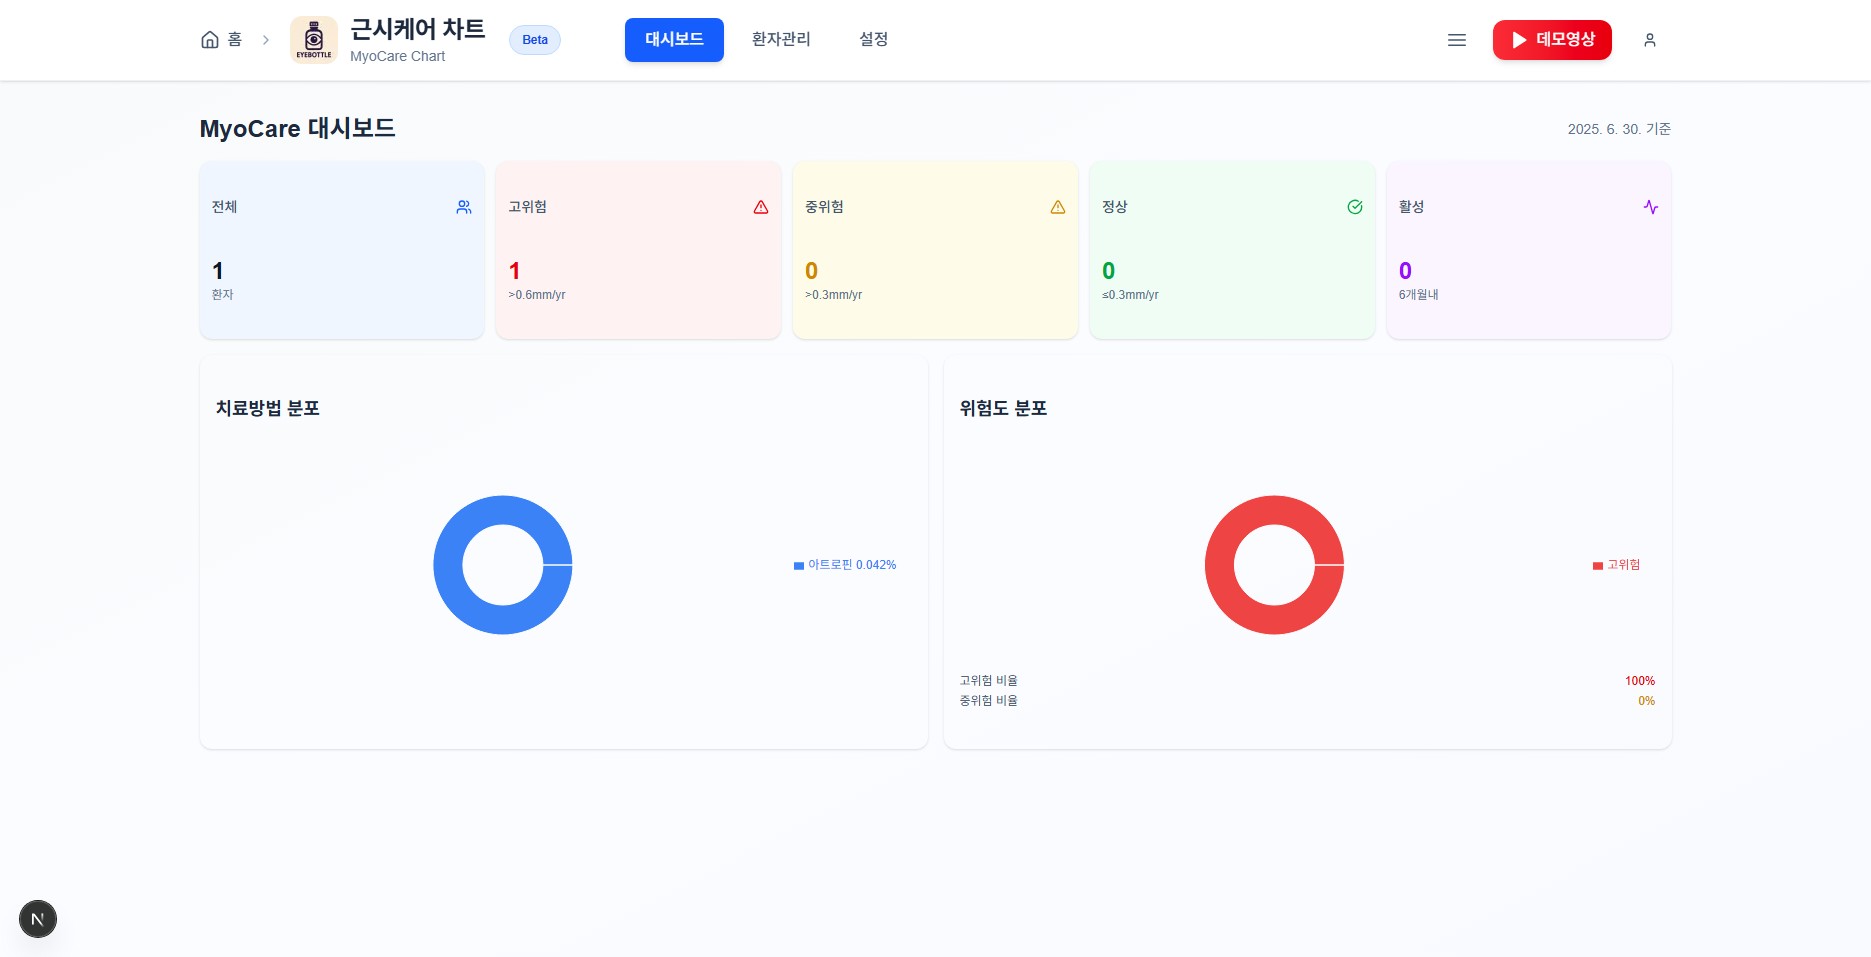 홈
EYEBOTTLE
근시케어 차트
MyoCare Chart
Beta
대시보드
환자관리
설정
데모영상
MyoCare 대시보드
2025. 6. 30. 기준
전체
1
환자
고위험
1
>0.6mm/yr
중위험
0
>0.3mm/yr
정상
0
≤0.3mm/yr
활성
0
6개월내
치료방법 분포
아트로핀 0.042%
위험도 분포
고위험
고위험 비율 100%
중위험 비율 0%
N